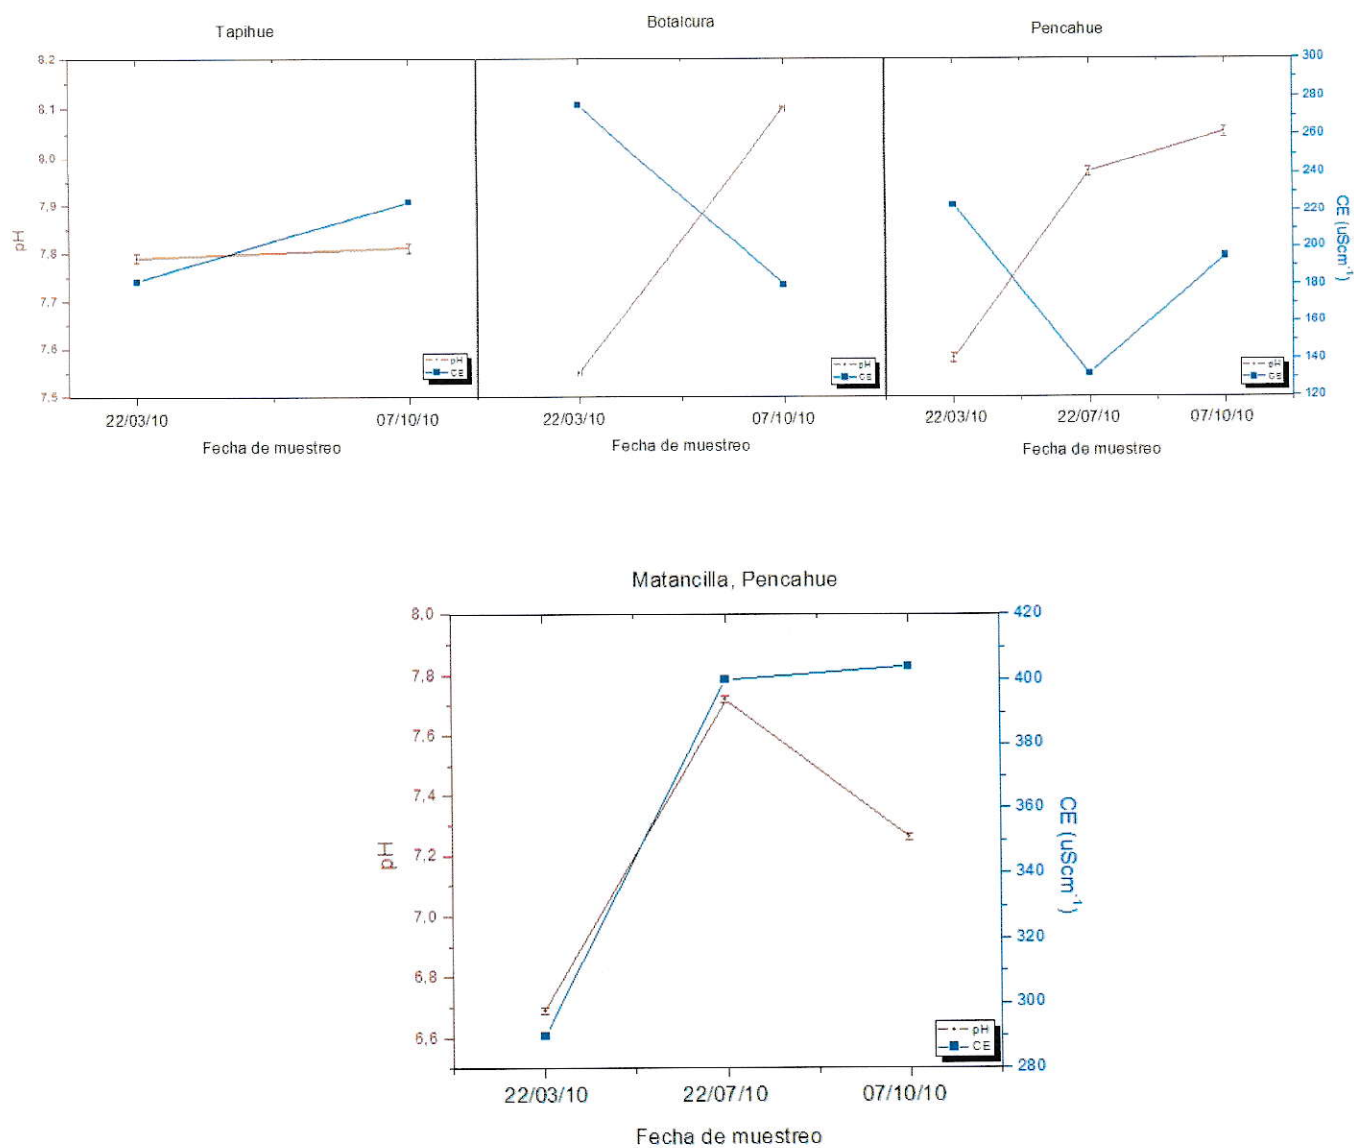 Tapihue
Botalcura
Pencahue
8,2
8,1
8,0
7,9
7,8
7,7
7,6
7,5
pH
300
280
260
240
220
200
180
160
140
120
CE (uScm-1)
pH
CE
pH
CE
pH
CE
22/03/10
07/10/10
22/03/10
07/10/10
22/03/10
22/07/10
07/10/10
Fecha de muestreo
Fecha de muestreo
Fecha de muestreo
Matancilla, Pencahue
8,0
7,8
7,6
7,4
7,2
7,0
6,8
6,6
pH
420
400
380
360
340
320
300
280
CE (uScm-1)
pH
CE
22/03/10
22/07/10
07/10/10
Fecha de muestreo